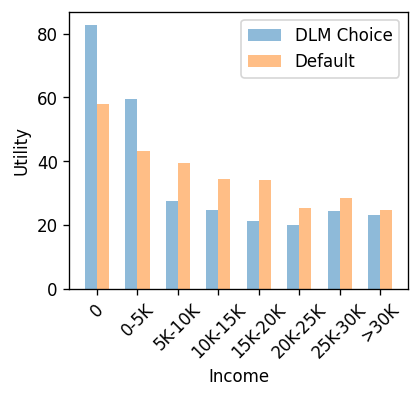 DLM Choice
Default
Utility
80
60
40
20
0
0
0-5K
5K-10K
10K-15K
15K-20K
20K-25K
25K-30K
>30K
Income